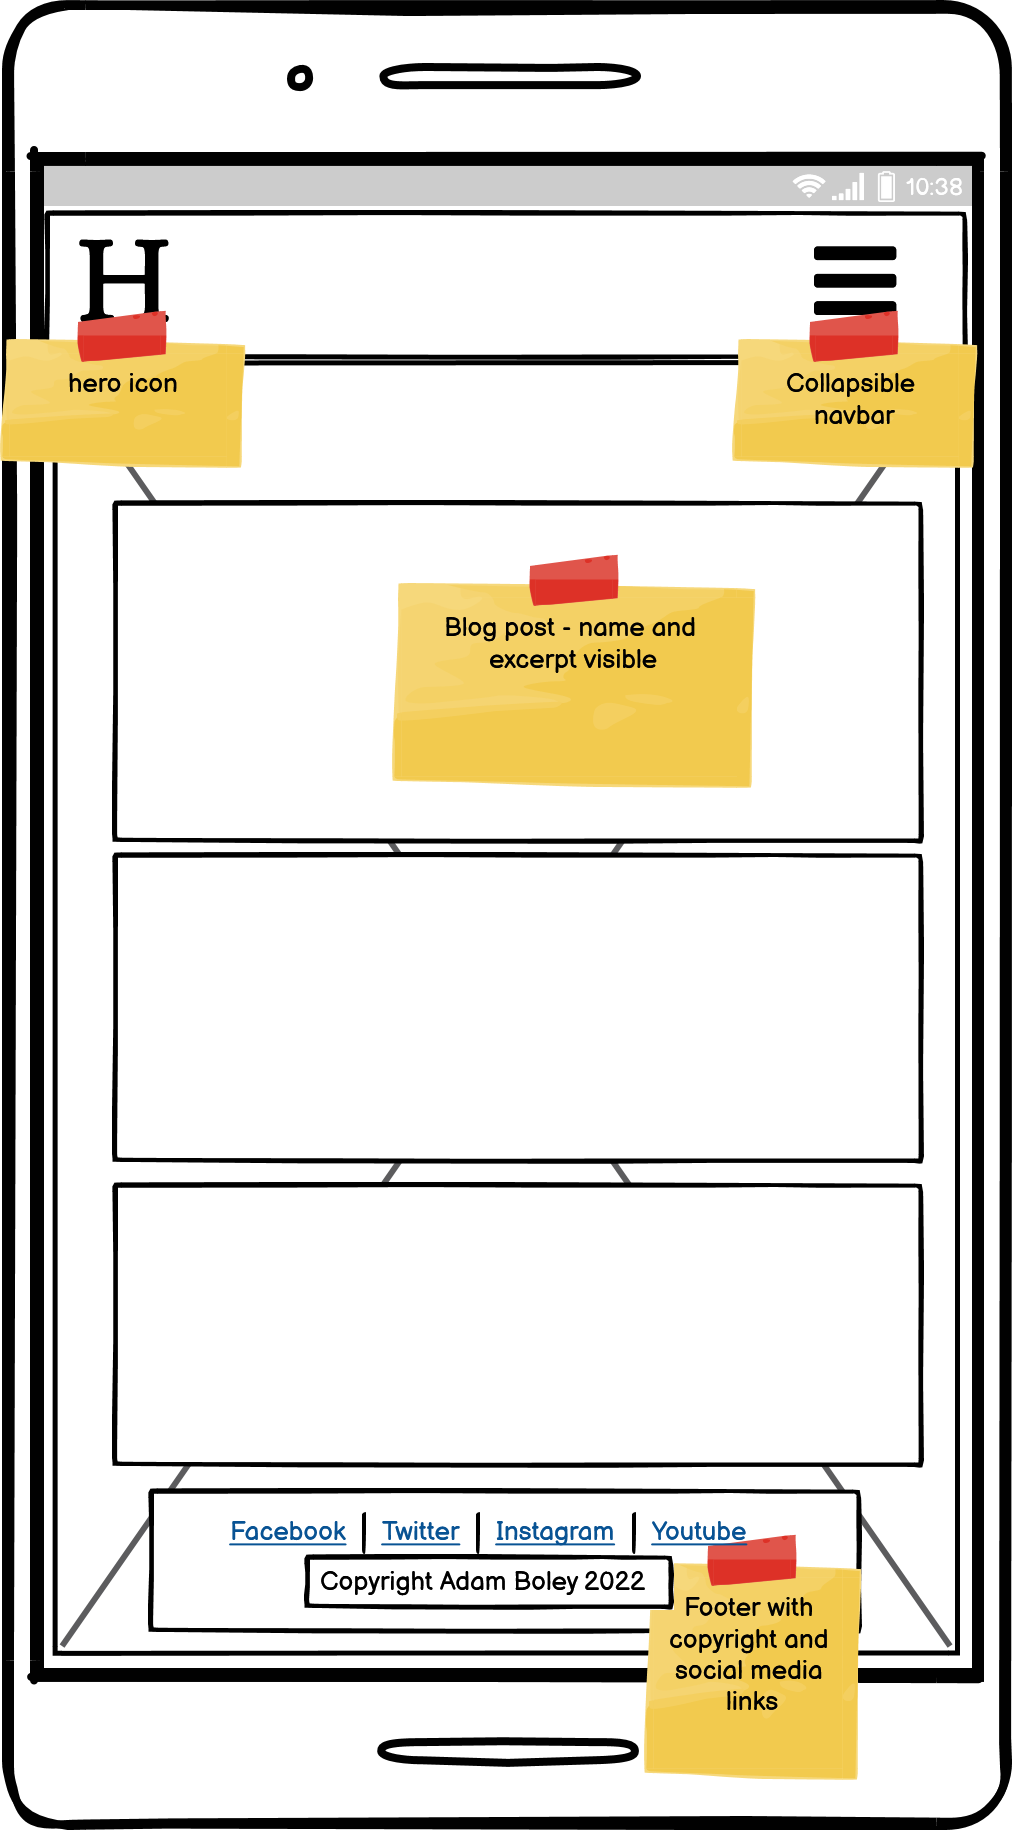 10:38
H
hero icon
Collapsible
navbar
Blog post - name and
excerpt visible
Facebook | Twitter | Instagram | Youtube
Copyright Adam Boley 2022
Footer with
copyright and
social media
links